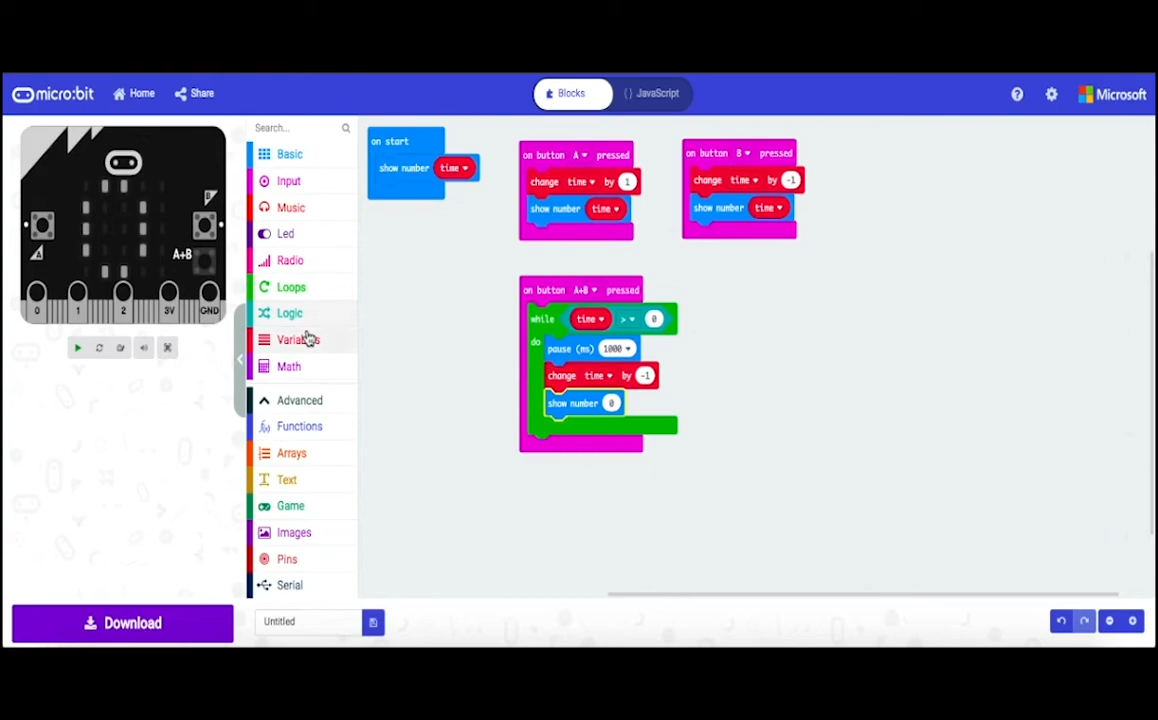 micro:bit Home Share Blocks {} JavaScript Microsoft
A
B
A+B
0 1 2 3V GND
Download
Search...
Basic
Input
Music
Led
Radio
Loops
Logic
Math
Advanced
Functions
Arrays
Text
Game
Images
Pins
Serial
Untitled
on start
show number time
on button A pressed
change time by 1
show number time
on button B pressed
change time by -1
show number time
on button A+B pressed
while time > 0
do
pause (ms) 1000
change time by -1
show number 0